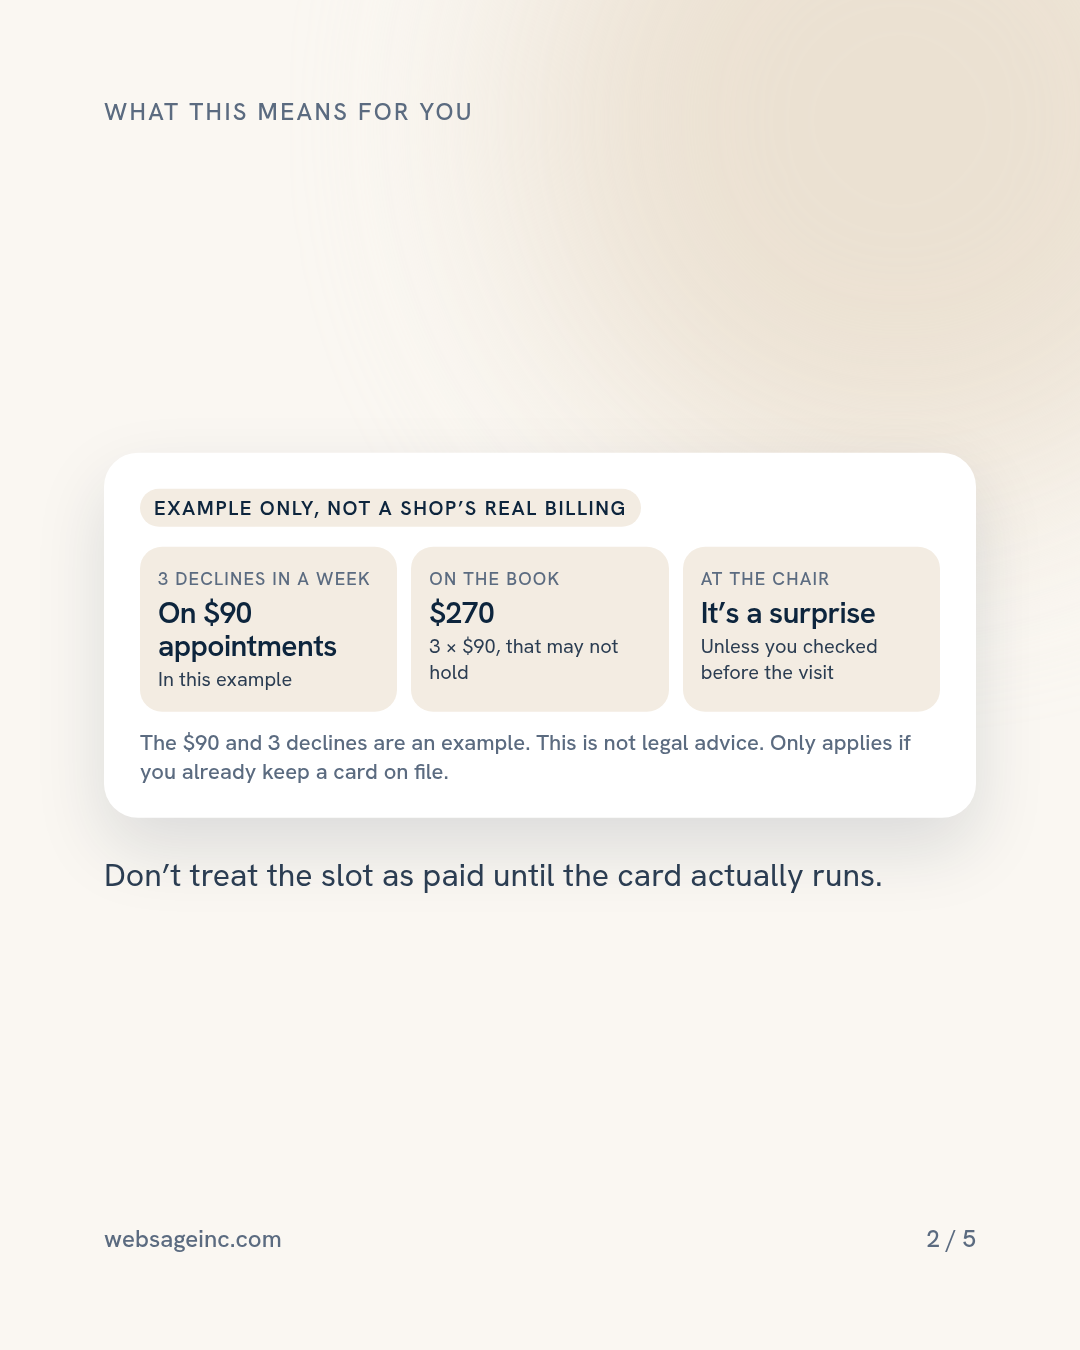 WHAT THIS MEANS FOR YOU
EXAMPLE ONLY, NOT A SHOP’S REAL BILLING
3 DECLINES IN A WEEK
On $90
appointments
In this example
ON THE BOOK
$270
3 × $90, that may not
hold
AT THE CHAIR
It’s a surprise
Unless you checked
before the visit
The $90 and 3 declines are an example. This is not legal advice. Only applies if
you already keep a card on file.
Don’t treat the slot as paid until the card actually runs.
websageinc.com
2 / 5